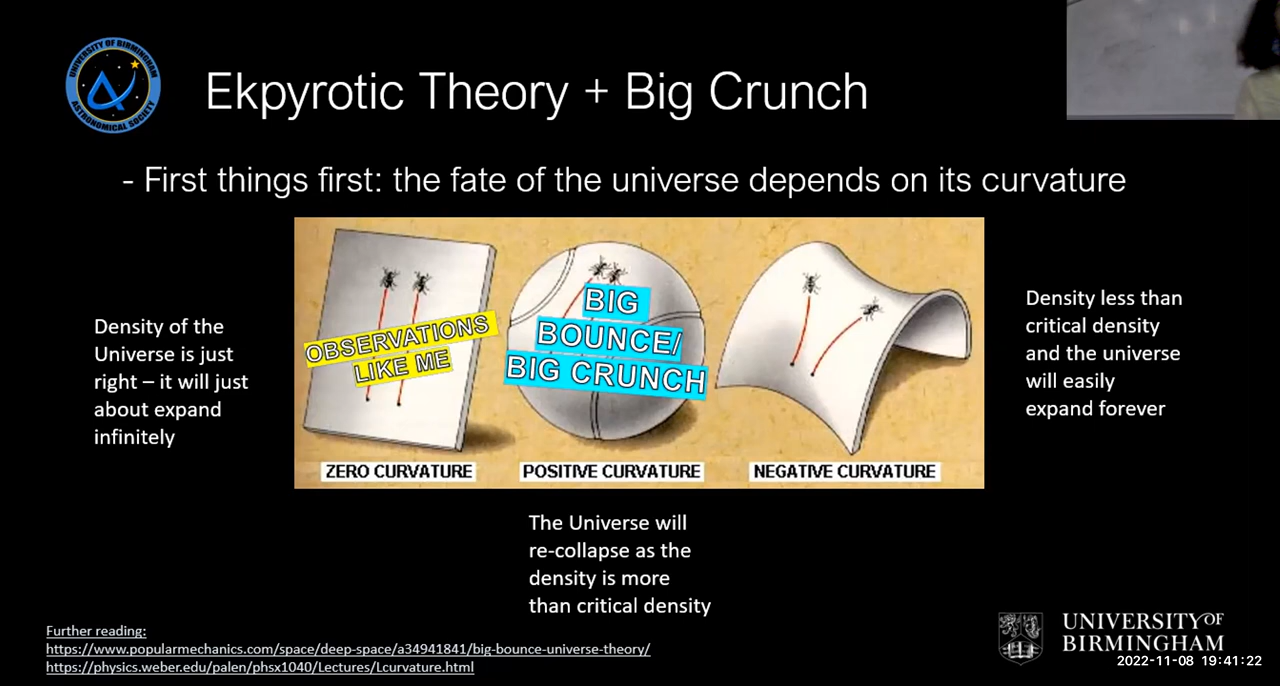 UNIVERSITY OF BIRMINGHAM
ASTRONOMICAL SOCIETY
Ekpyrotic Theory + Big Crunch
- First things first: the fate of the universe depends on its curvature
Density of the
Universe is just
right – it will just
about expand
infinitely
OBSERVATIONS
LIKE ME
ZERO CURVATURE
BIG
BOUNCE/
BIG CRUNCH
POSITIVE CURVATURE
NEGATIVE CURVATURE
Density less than
critical density
and the universe
will easily
expand forever
The Universe will
re-collapse as the
density is more
than critical density
Further reading:
https://www.popularmechanics.com/space/deep-space/a34941841/big-bounce-universe-theory/
https://physics.weber.edu/palen/phsx1040/Lectures/Lcurvature.html
UNIVERSITY OF
BIRMINGHAM
2022-11-08 19:41:22